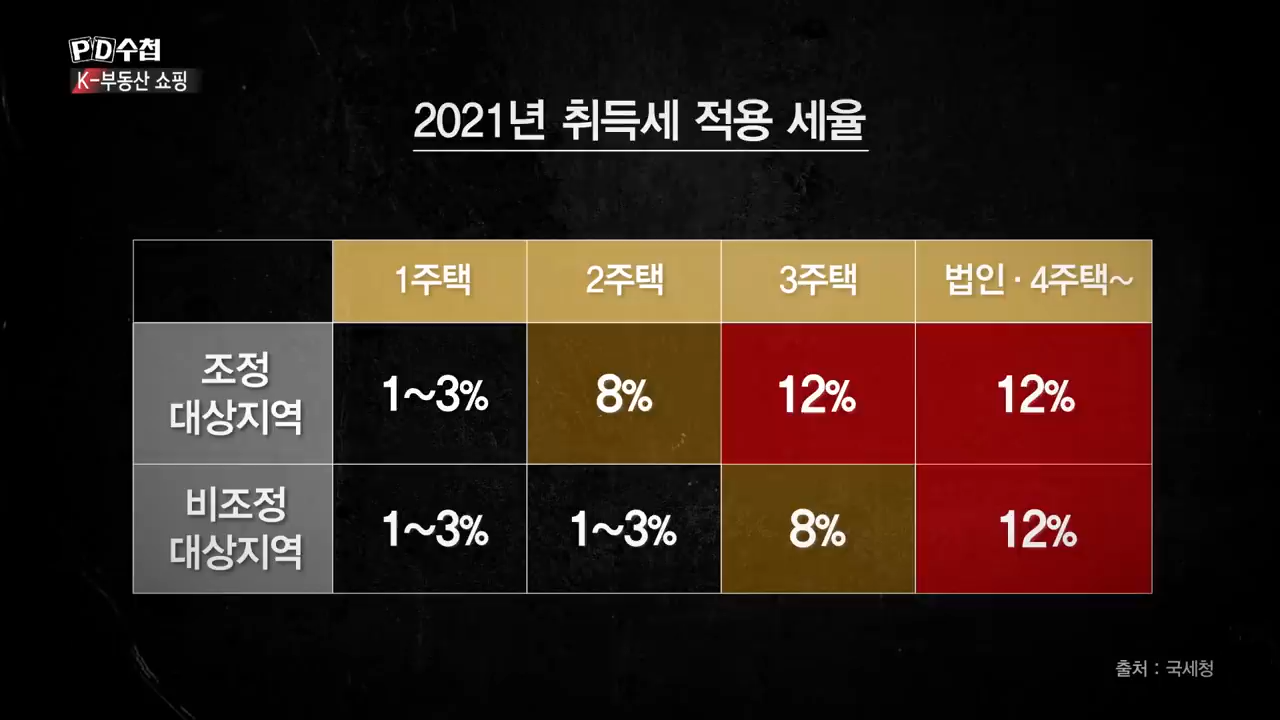 PD수첩
K-부동산 쇼핑
2021년 취득세 적용 세율
1주택 2주택 3주택 법인·4주택~
조정
대상지역
1~3% 8% 12% 12%
비조정
대상지역
1~3% 1~3% 8% 12%
출처 : 국세청